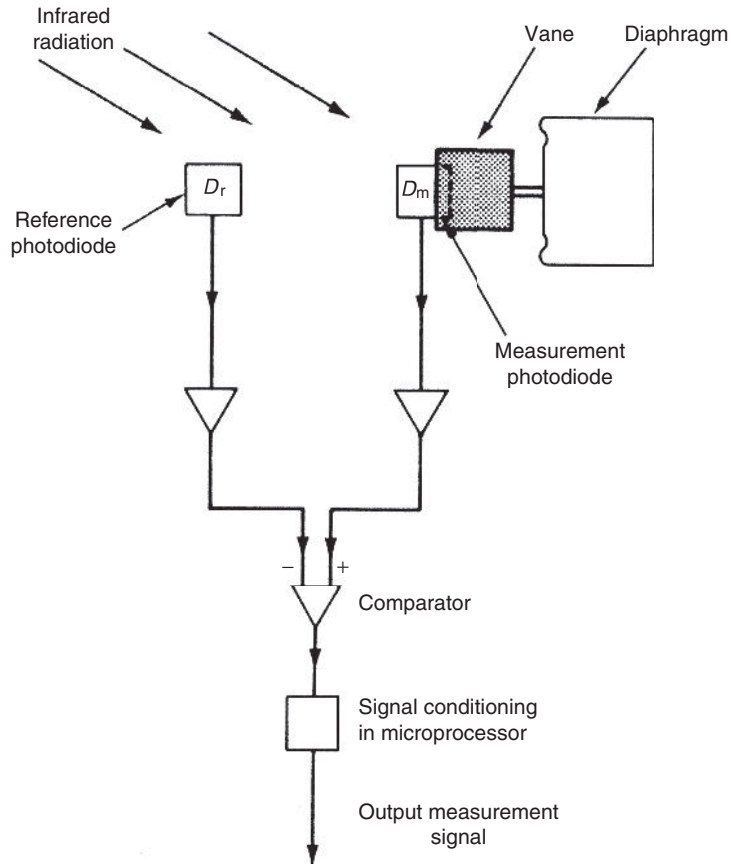 Infrared
radiation
Vane
Diaphragm
Dr
Dm
Reference
photodiode
Measurement
photodiode
− +
Comparator
Signal conditioning
in microprocessor
Output measurement
signal